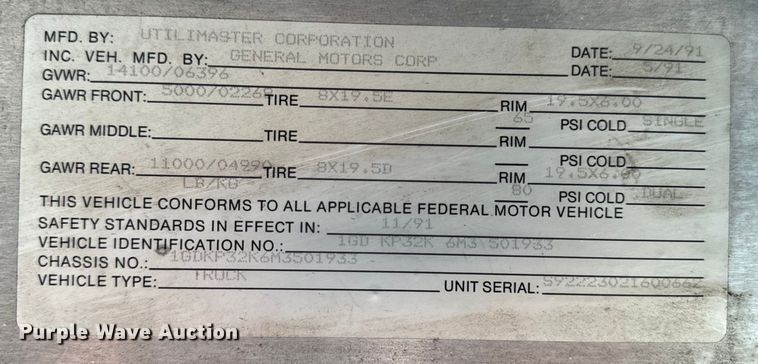 MFD. BY: UTILIMASTER CORPORATION DATE: 9/24/91
INC. VEH. MFD. BY: GENERAL MOTORS CORP DATE: 5/91
GVWR: 14100/06396
GAWR FRONT: 5000/02268 TIRE 8X19.5E RIM 19.5X6.00
65 PSI COLD SINGLE
GAWR MIDDLE: TIRE RIM
PSI COLD
GAWR REAR: 11000/04990 TIRE 8X19.5D RIM 19.5X6.00
LB/KG 80 PSI COLD DUAL
THIS VEHICLE CONFORMS TO ALL APPLICABLE FEDERAL MOTOR VEHICLE
SAFETY STANDARDS IN EFFECT IN: 11/91
VEHICLE IDENTIFICATION NO.: 1GD KP32K 6M3 501933
CHASSIS NO.: 1GDKP32K6M3501933
VEHICLE TYPE: TRUCK UNIT SERIAL: S92223021600662
Purple Wave Auction